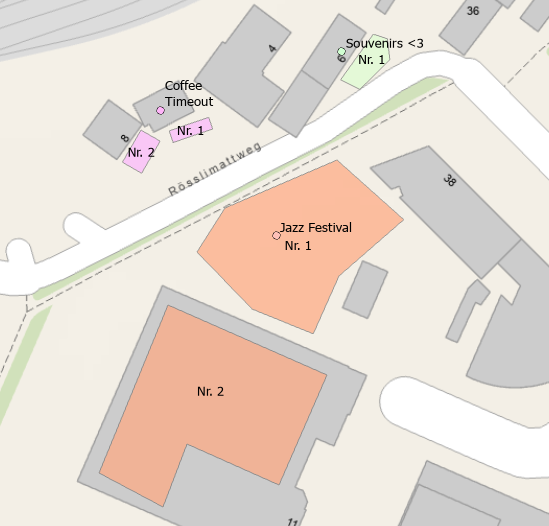 36
Souvenirs <3
Nr. 1
4
6
Coffee
Timeout
Nr. 1
8
Nr. 2
Rösslimattweg
38
Jazz Festival
Nr. 1
Nr. 2
11